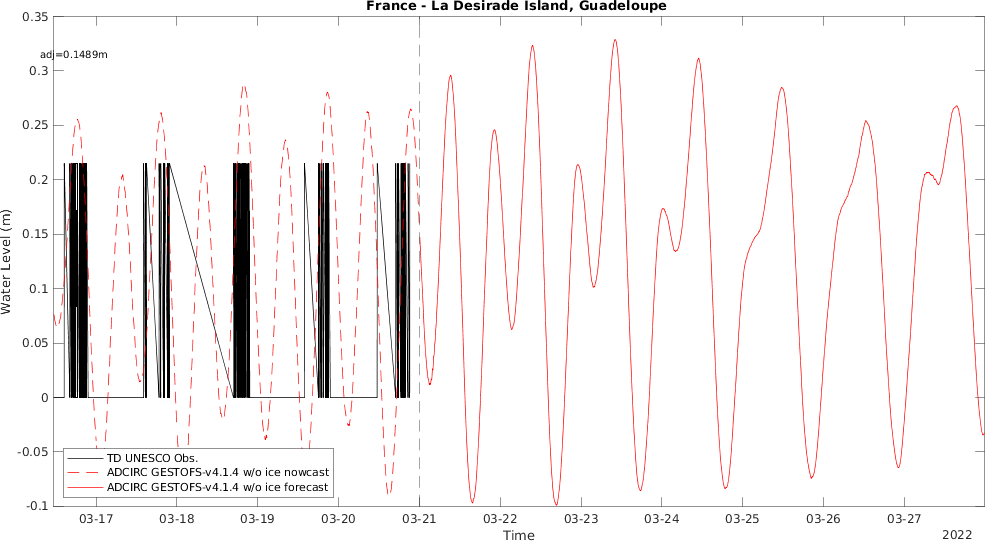 France - La Desirade Island, Guadeloupe
adj=0.1489m
0.35
0.3
0.25
0.2
0.15
0.1
0.05
0
-0.05
-0.1
Water Level (m)
TD UNESCO Obs.
ADCIRC GESTOFS-v4.1.4 w/o ice nowcast
ADCIRC GESTOFS-v4.1.4 w/o ice forecast
03-17 03-18 03-19 03-20 03-21 03-22 03-23 03-24 03-25 03-26 03-27
Time
2022